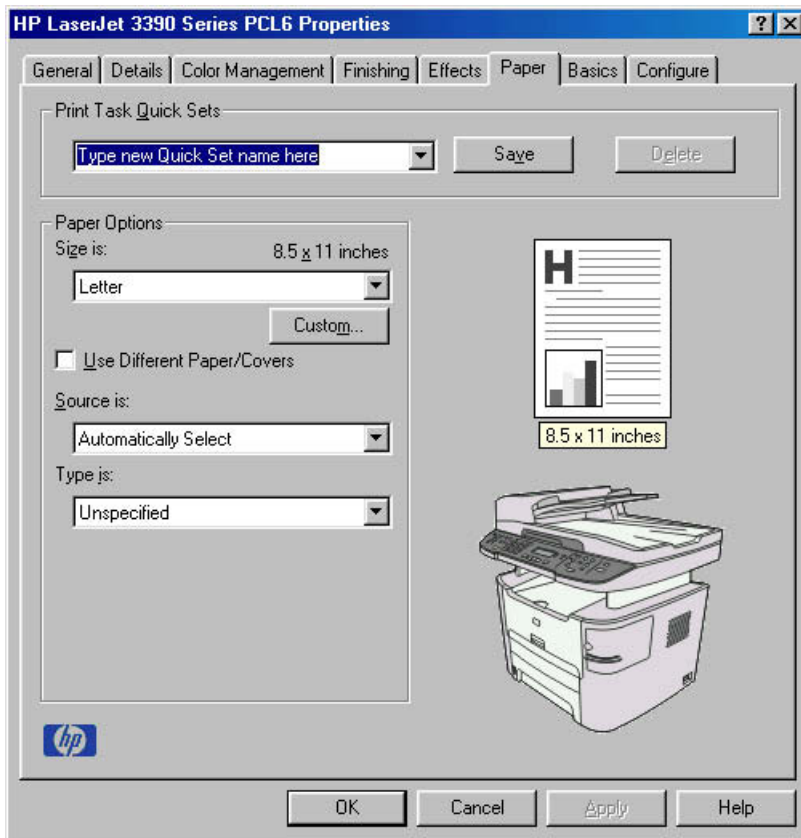 HP LaserJet 3390 Series PCL6 Properties
General Details Color Management Finishing Effects Paper Basics Configure
Print Task Quick Sets
Type new Quick Set name here Save Delete
Paper Options
Size is: 8.5 x 11 inches
Letter
Custom...
Use Different Paper/Covers
Source is:
Automatically Select
Type is:
Unspecified
H
8.5 x 11 inches
hp
OK Cancel Apply Help